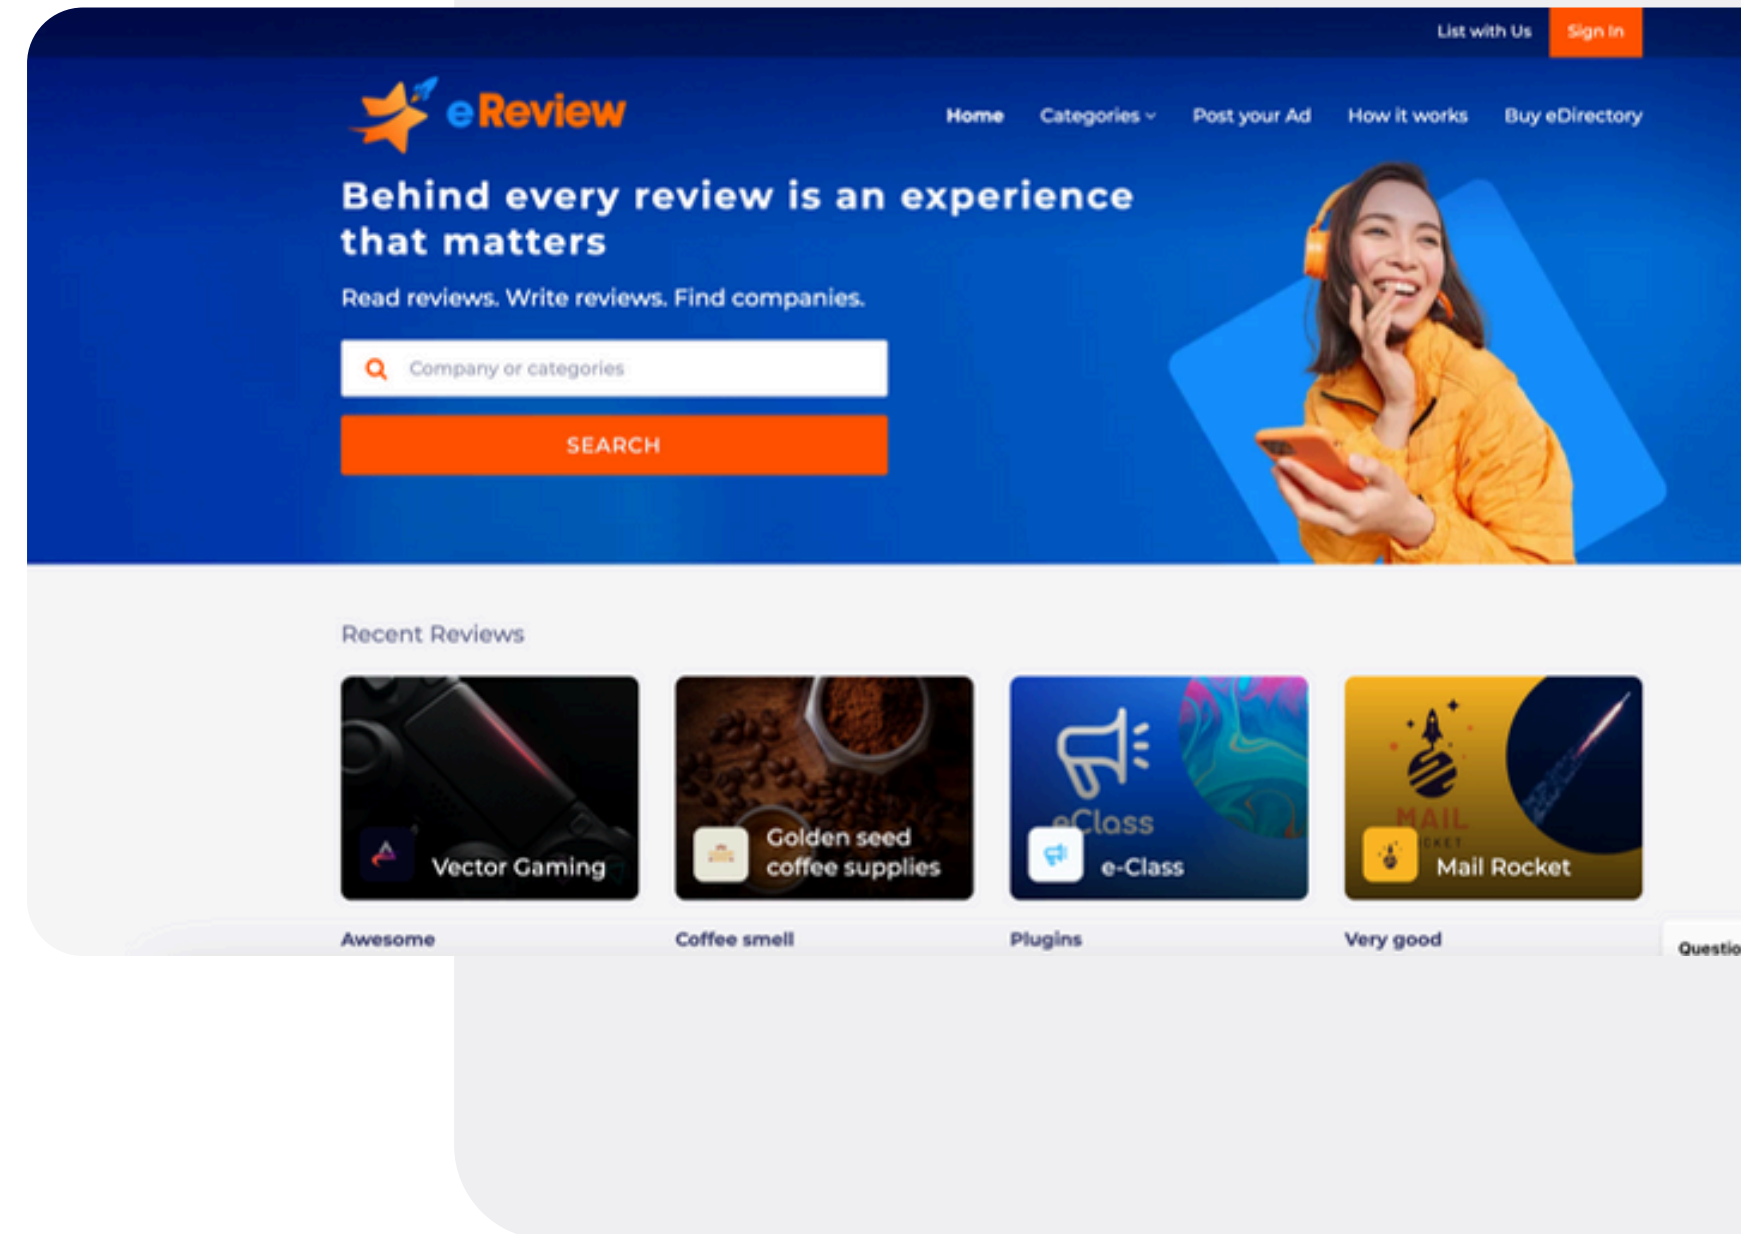 List with Us
Sign In
eReview
Home
Categories
Post your Ad
How it works
Buy eDirectory
Behind every review is an experience
that matters
Read reviews. Write reviews. Find companies.
Company or categories
SEARCH
Recent Reviews
eClass
MAIL
Vector Gaming
Golden seed
coffee supplies
e-Class
Mail Rocket
Awesome
Coffee smell
Plugins
Very good